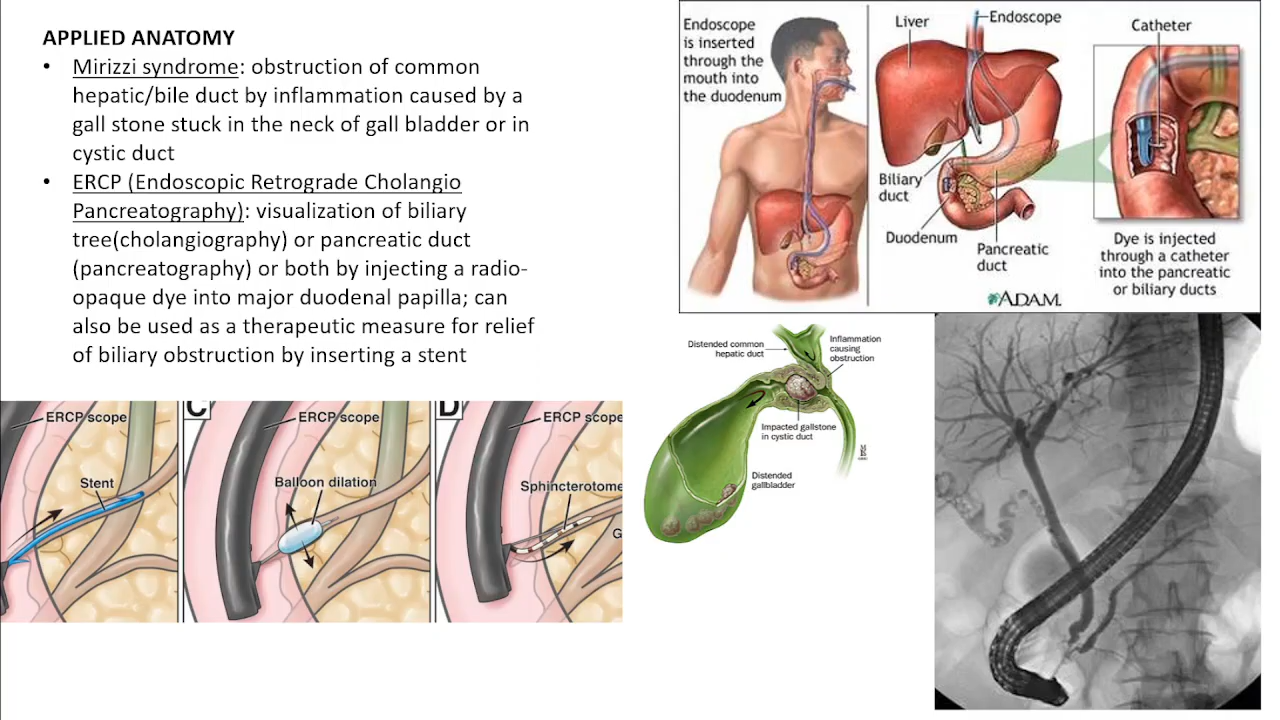 APPLIED ANATOMY
• Mirizzi syndrome: obstruction of common
hepatic/bile duct by inflammation caused by a
gall stone stuck in the neck of gall bladder or in
cystic duct
• ERCP (Endoscopic Retrograde Cholangio
Pancreatography): visualization of biliary
tree(cholangiography) or pancreatic duct
(pancreatography) or both by injecting a radio-
opaque dye into major duodenal papilla; can
also be used as a therapeutic measure for relief
of biliary obstruction by inserting a stent
Endoscope
is inserted
through the
mouth into
the duodenum
Liver
Endoscope
Biliary
duct
Duodenum
Pancreatic
duct
A.D.A.M.
Catheter
Dye is injected
through a catheter
into the pancreatic
or biliary ducts
Distended common
hepatic duct
Inflammation
causing
obstruction
Impacted gallstone
in cystic duct
Distended
gallbladder
ERCP scope
Stent
C
ERCP scope
Balloon dilation
D
ERCP scope
Sphincterotome
G